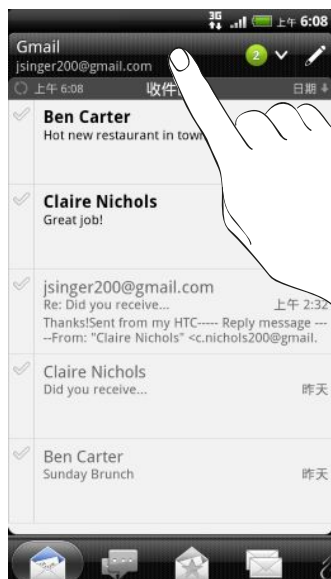 3G 上午 6:08
Gmail
jsinger200@gmail.com
2
上午 6:08 收件 日期
Ben Carter
Hot new restaurant in town
Claire Nichols
Great job!
jsinger200@gmail.com
Re: Did you receive... 上午 2:32
Thanks!Sent from my HTC----- Reply message ---
--From: "Claire Nichols" <c.nichols200@gmail.
Claire Nichols
Did you receive... 昨天
Ben Carter
Sunday Brunch 昨天